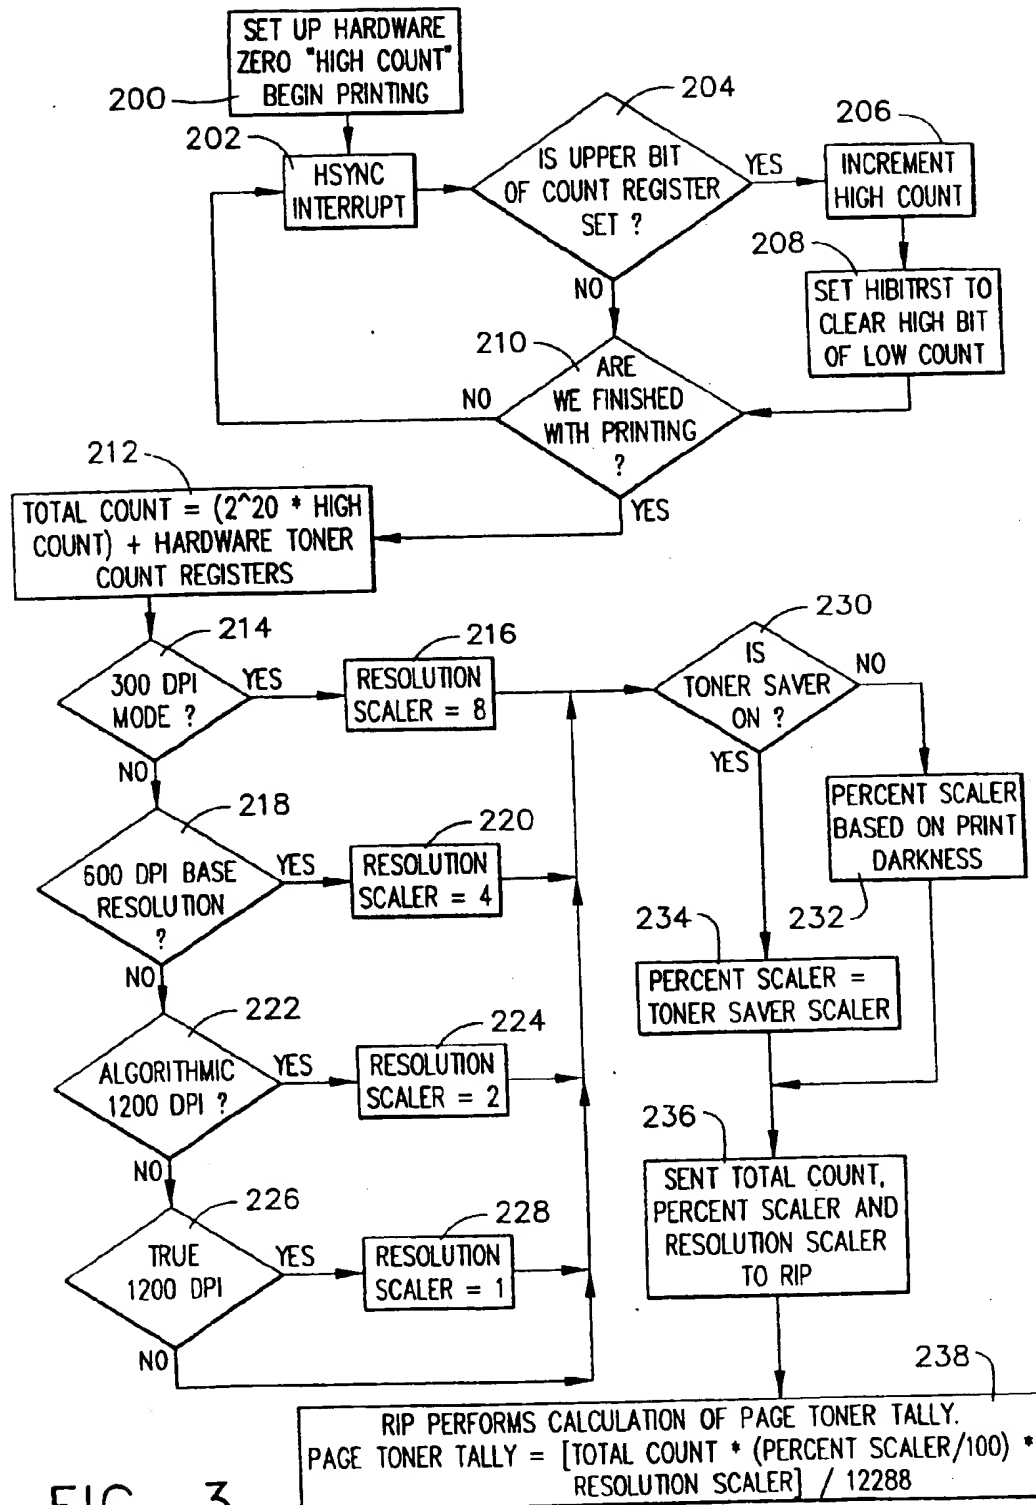 SET UP HARDWARE
ZERO "HIGH COUNT"
BEGIN PRINTING
200
202
HSYNC
INTERRUPT
204
IS UPPER BIT
OF COUNT REGISTER
SET ?
YES
NO
206
INCREMENT
HIGH COUNT
208
SET HIBITRST TO
CLEAR HIGH BIT
OF LOW COUNT
210
ARE
WE FINISHED
WITH PRINTING
?
NO
YES
212
TOTAL COUNT = (2^20 * HIGH
COUNT) + HARDWARE TONER
COUNT REGISTERS
214
300 DPI
MODE ?
YES
NO
216
RESOLUTION
SCALER = 8
218
600 DPI BASE
RESOLUTION
?
YES
NO
220
RESOLUTION
SCALER = 4
222
ALGORITHMIC
1200 DPI ?
YES
NO
224
RESOLUTION
SCALER = 2
226
TRUE
1200 DPI
YES
NO
228
RESOLUTION
SCALER = 1
230
IS
TONER SAVER
ON ?
NO
YES
PERCENT SCALER
BASED ON PRINT
DARKNESS
232
234
PERCENT SCALER =
TONER SAVER SCALER
236
SENT TOTAL COUNT,
PERCENT SCALER AND
RESOLUTION SCALER
TO RIP
238
RIP PERFORMS CALCULATION OF PAGE TONER TALLY.
PAGE TONER TALLY = [TOTAL COUNT * (PERCENT SCALER/100) *
RESOLUTION SCALER] / 12288
FIG. 3